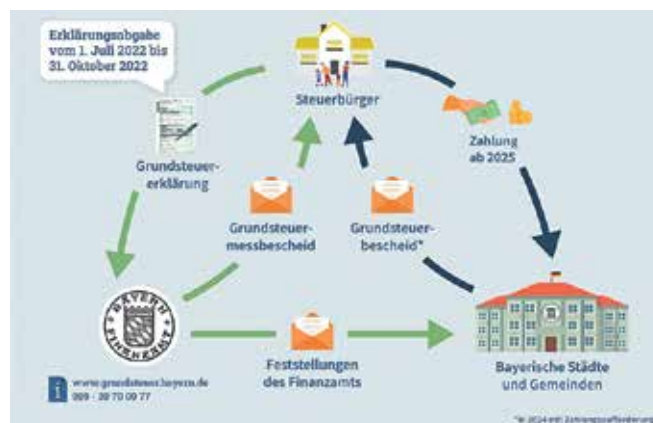 Erklärungsabgabe
vom 1. Juli 2022 bis
31. Oktober 2022
Steuerbürger
Zahlung
ab 2025
Grundsteuer-
erklärung
Grundsteuer-
messbescheid
Grundsteuer-
bescheid*
BAYERN
FINANZAMT
Feststellungen
des Finanzamts
Bayerische Städte
und Gemeinden
www.grundsteuer.bayern.de
089 - 30 70 00 77